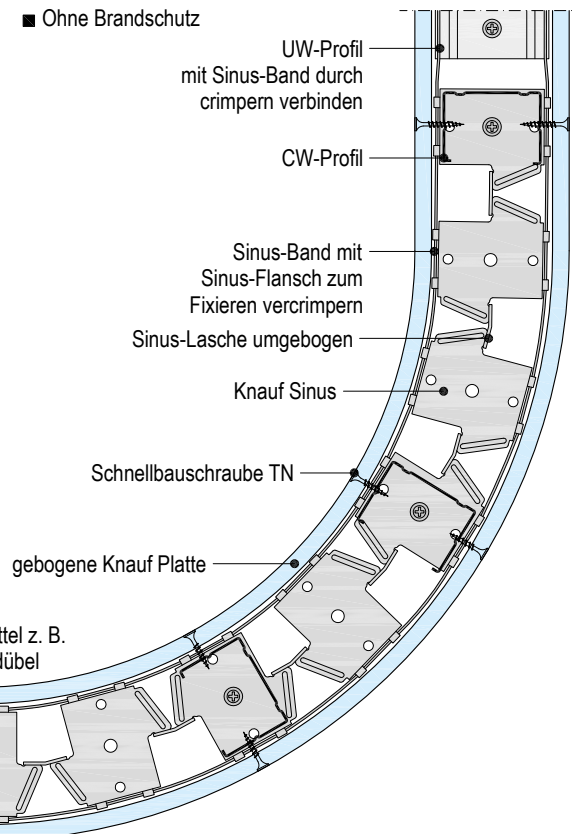 Ohne Brandschutz
UW-Profil
mit Sinus-Band durch
crimpern verbinden
CW-Profil
Sinus-Band mit
Sinus-Flansch zum
Fixieren vercrimpern
Sinus-Lasche umgebogen
Knauf Sinus
Schnellbauschraube TN
gebogene Knauf Platte
z. B.